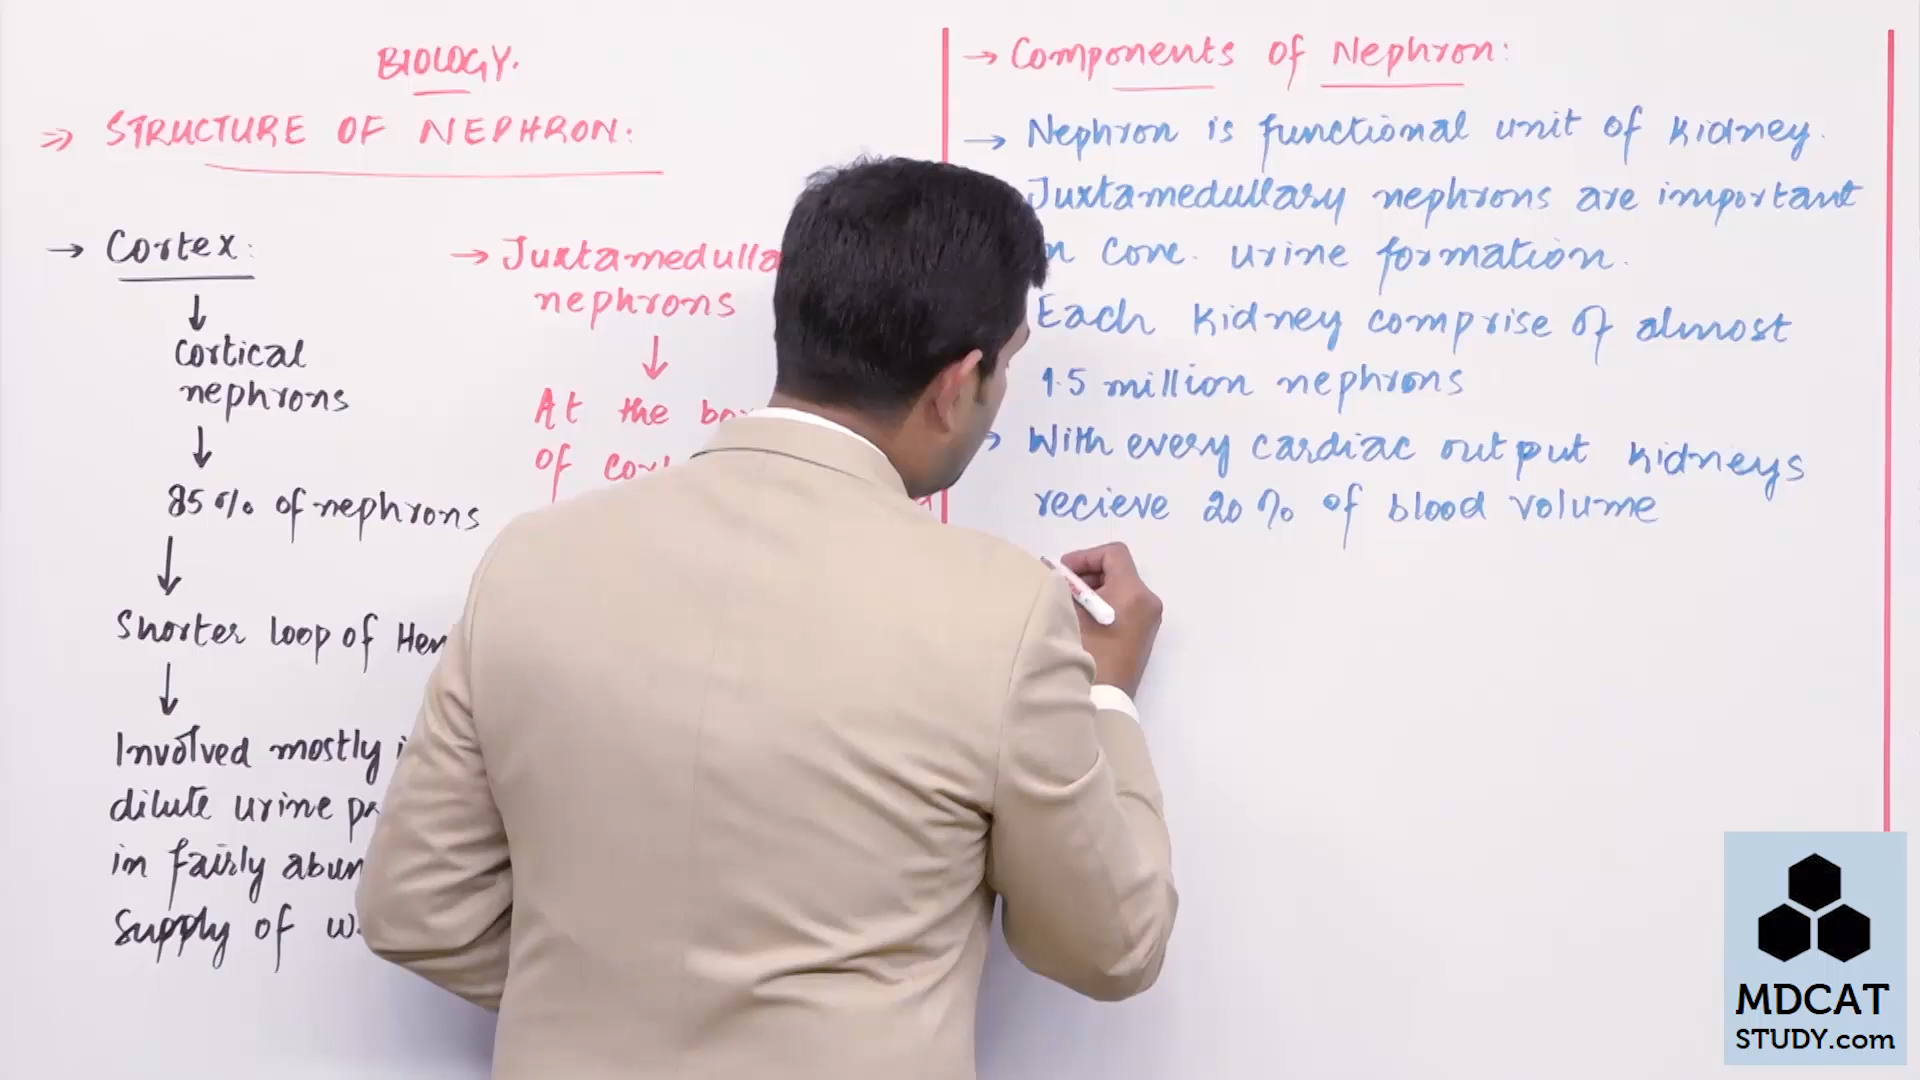 BIOLOGY.
⇒ STRUCTURE OF NEPHRON:
→ Cortex:
↓
Cortical
nephrons
↓
85% of nephrons
↓
Shorter loop of
↓
Involved mostly
dilute urine
in fairly
Supply of
→
nephrons
↓
At the
of
→ Components of Nephron:
→ Nephron is functional unit of kidney.
Juxtamedullary nephrons are important
conc. urine formation.
Each kidney comprise of almost
1.5 million nephrons
With every cardiac output kidneys
recieve 20% of blood volume
MDCAT
STUDY.com